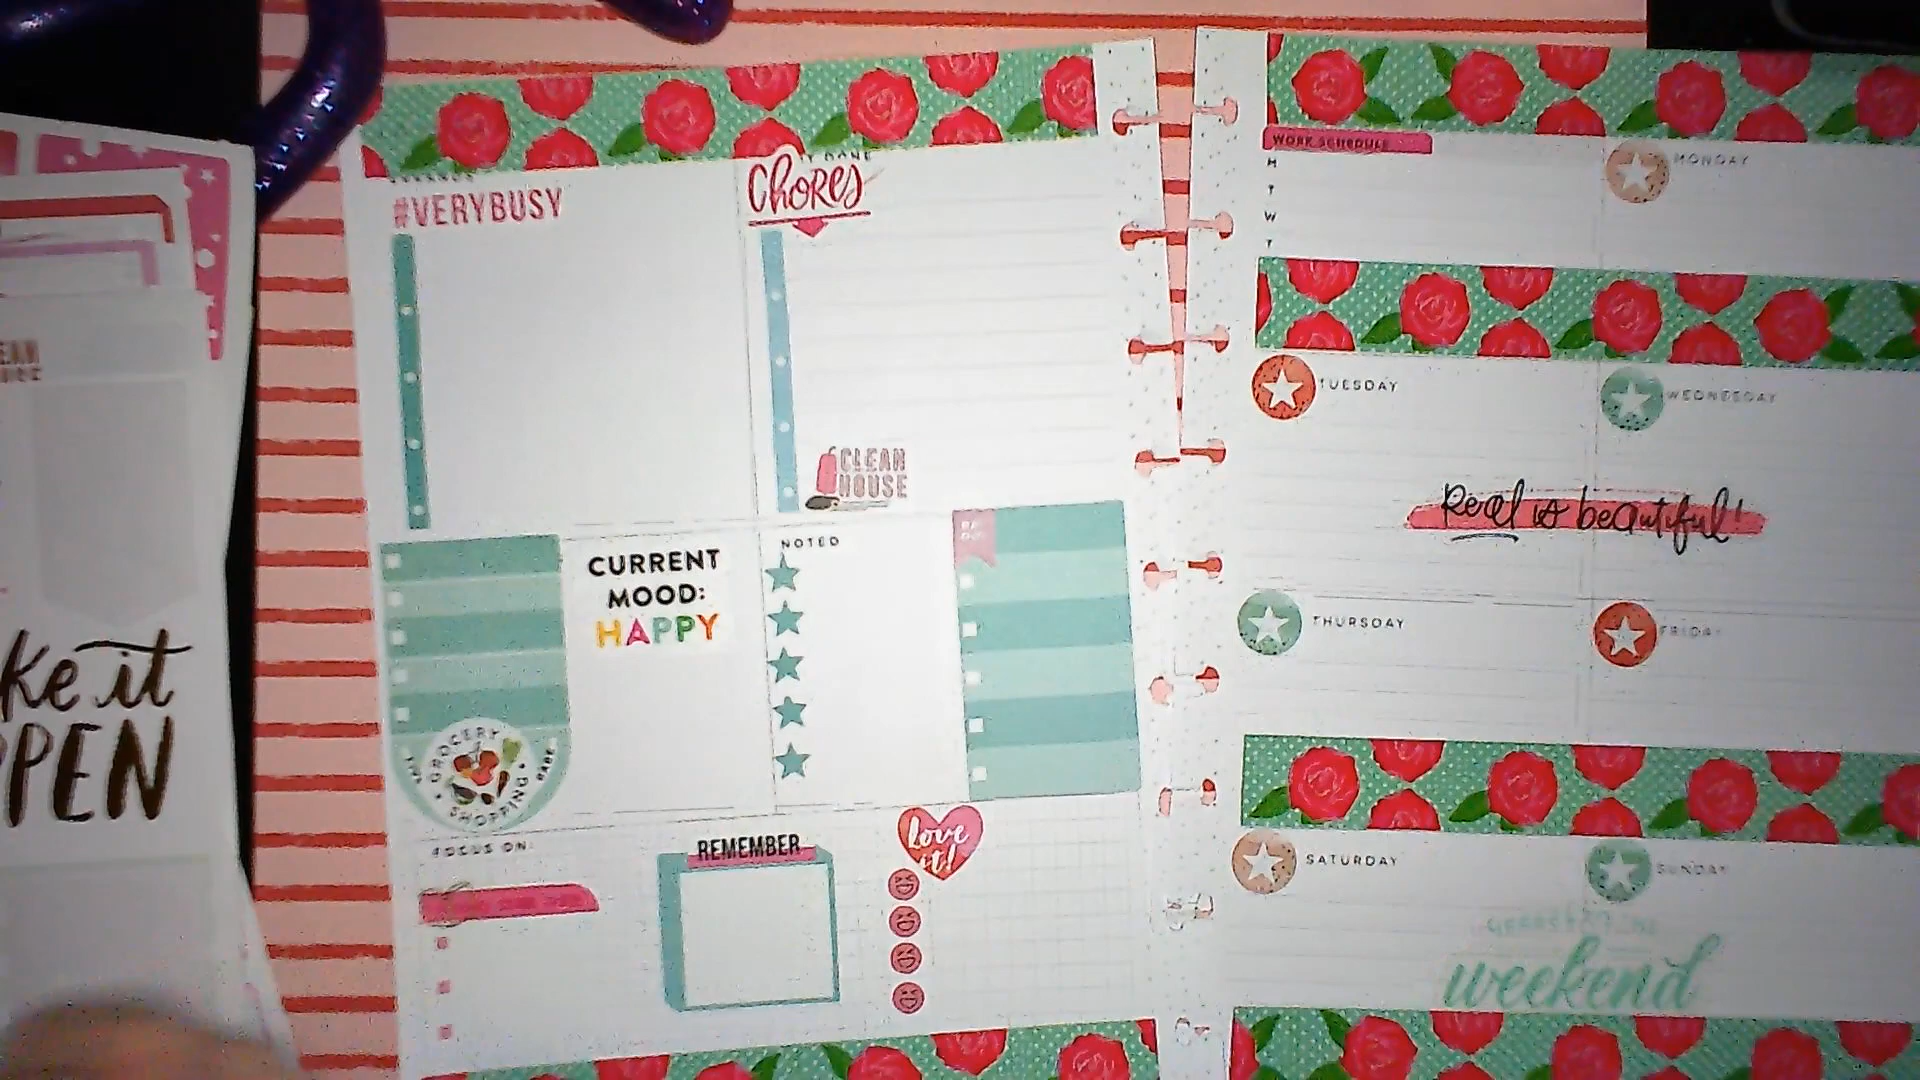 #VERYBUSY
Chores
CLEAN
HOUSE
CURRENT
MOOD:
HAPPY
NOTED
GROCERY
SHOPPING
FOCUS ON:
REMEMBER
love
it!
WORK SCHEDULE
M
T
W
T
MONDAY
TUESDAY
WEDNESDAY
Real is beautiful!
THURSDAY
FRIDAY
SATURDAY
SUNDAY
weekend
ke it
PPEN